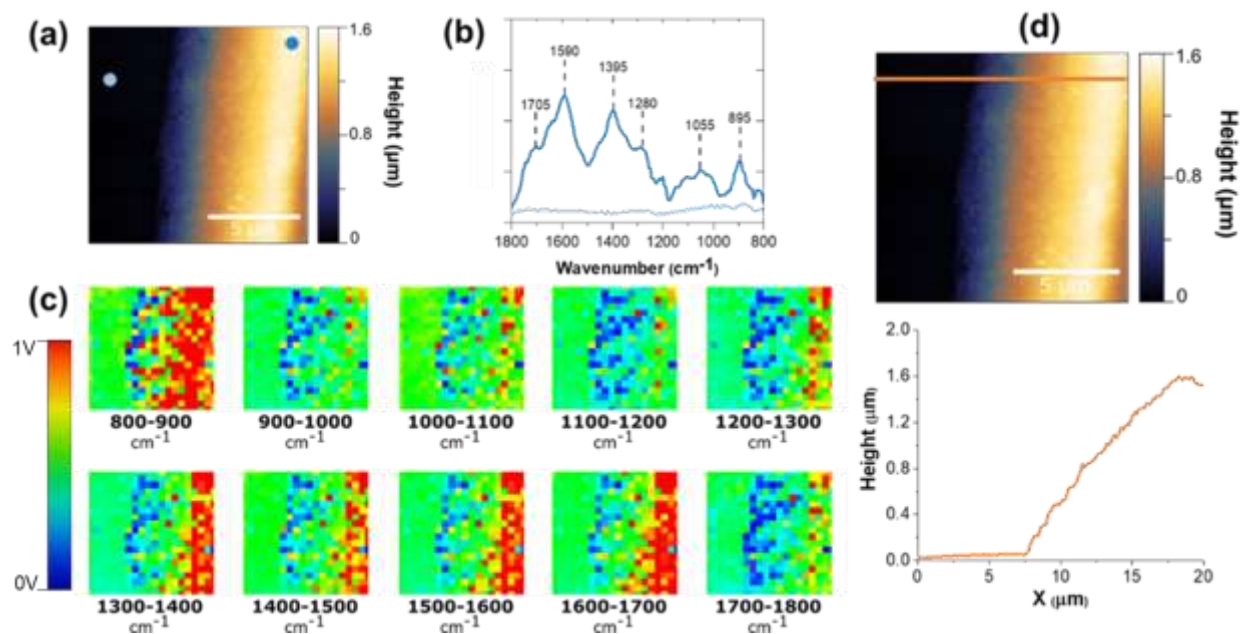 (a)
1.6
0.8
0
Height (µm)
5 µm
(b)
1590
1395
1705
1280
1055
895
1800 1600 1400 1200 1000 800
Wavenumber (cm-1)
(d)
1.6
0.8
0
Height (µm)
5 µm
(c)
1V
0V
800-900
cm-1
900-1000
cm-1
1000-1100
cm-1
1100-1200
cm-1
1200-1300
cm-1
1300-1400
cm-1
1400-1500
cm-1
1500-1600
cm-1
1600-1700
cm-1
1700-1800
cm-1
2.0
1.6
1.2
0.8
0.4
0.0
Height (µm)
0 5 10 15 20
X (µm)